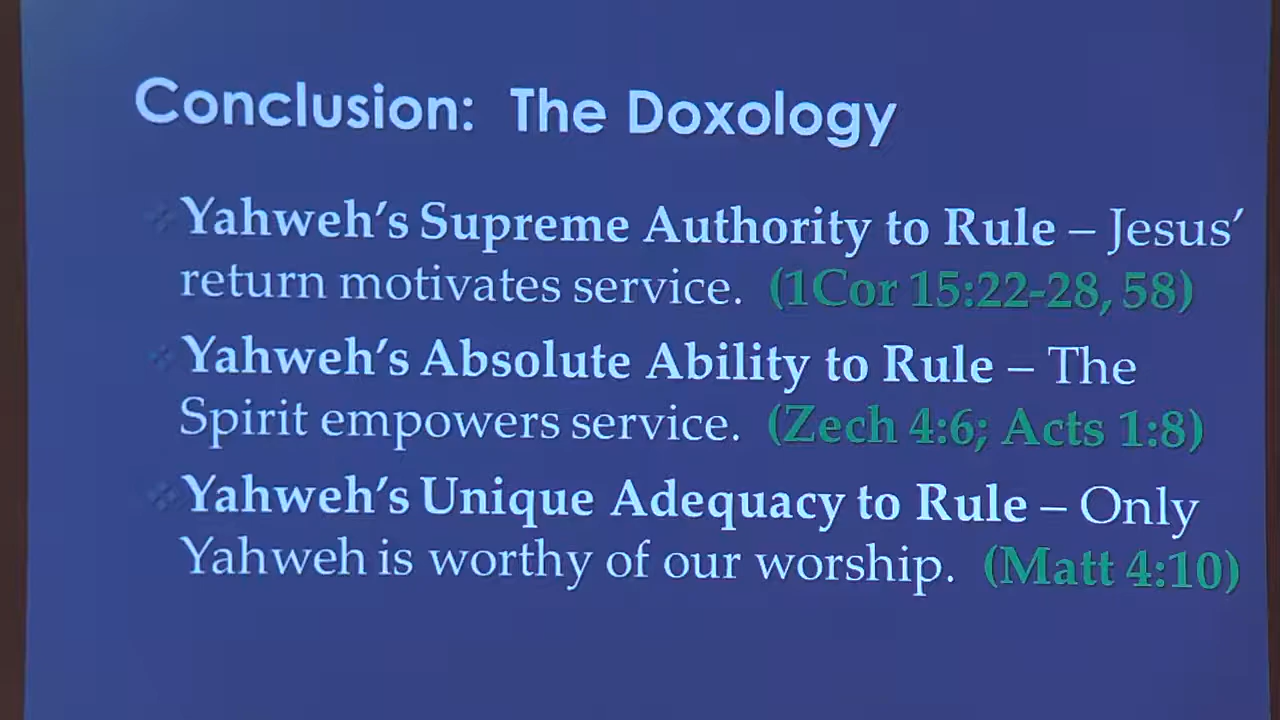 Conclusion: The Doxology
Yahweh’s Supreme Authority to Rule – Jesus’
return motivates service. (1Cor 15:22-28, 58)
Yahweh’s Absolute Ability to Rule – The
Spirit empowers service. (Zech 4:6; Acts 1:8)
Yahweh’s Unique Adequacy to Rule – Only
Yahweh is worthy of our worship. (Matt 4:10)